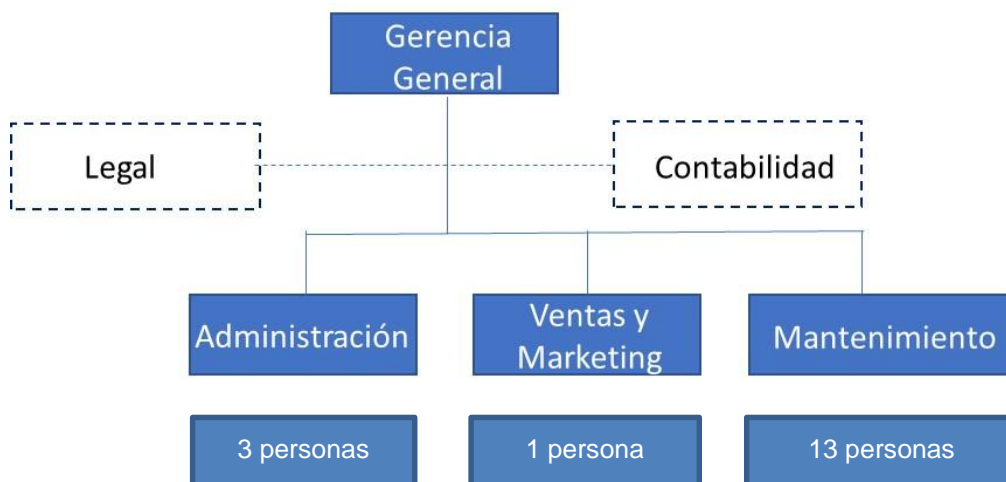 Gerencia
General
Legal
Contabilidad
Administración
Ventas y
Marketing
Mantenimiento
3 personas
1 persona
13 personas